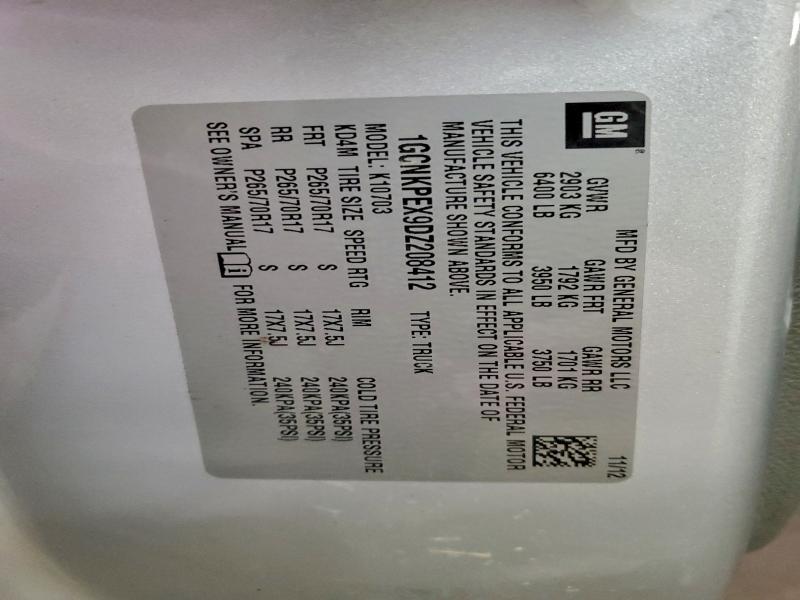 GM®
MFD BY GENERAL MOTORS LLC 11/12
GVWR GAWR FRT GAWR RR
2903 KG 1792 KG 1701 KG
6400 LB 3950 LB 3750 LB
THIS VEHICLE CONFORMS TO ALL APPLICABLE U.S. FEDERAL MOTOR
VEHICLE SAFETY STANDARDS IN EFFECT ON THE DATE OF
MANUFACTURE SHOWN ABOVE.
1GCNKPEX9DZ208412 TYPE: TRUCK
MODEL: K10703
KD4M TIRE SIZE SPEED RTG RIM COLD TIRE PRESSURE
FRT P265/70R17 S 17X7.5J 240KPA(35PSI)
RR P265/70R17 S 17X7.5J 240KPA(35PSI)
SPA P265/70R17 S 17X7.5J 240KPA(35PSI)
SEE OWNER'S MANUAL FOR MORE INFORMATION.